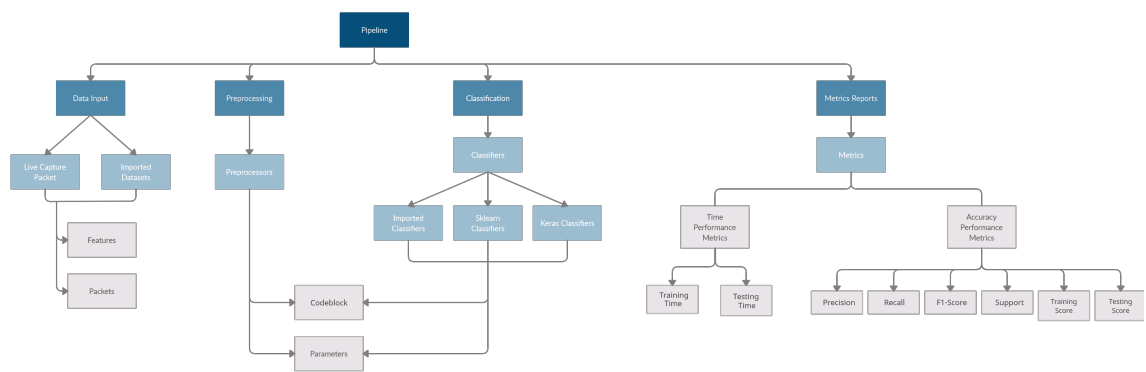 Pipeline
Data Input
Preprocessing
Classification
Metrics Reports
Live Capture
Packet
Imported
Datasets
Preprocessors
Classifiers
Metrics
Imported
Classifiers
Sklearn
Classifiers
Keras Classifiers
Time
Performance
Metrics
Accuracy
Performance
Metrics
Features
Packets
Codeblock
Parameters
Training
Time
Testing
Time
Precision
Recall
F1-Score
Support
Training
Score
Testing
Score